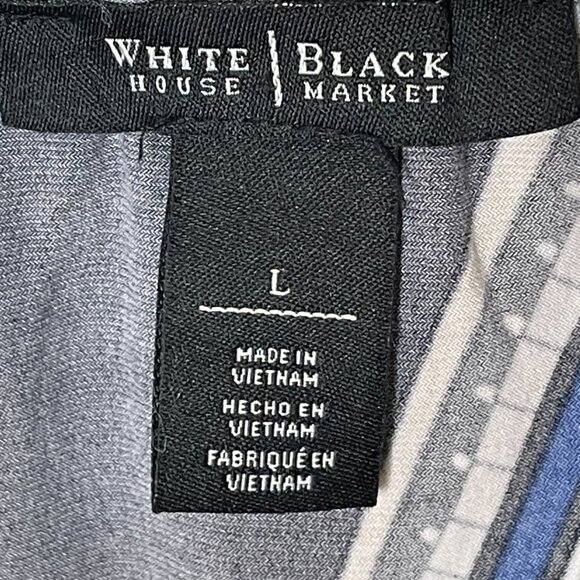 WHITE | BLACK
HOUSE | MARKET
L
MADE IN
VIETNAM
HECHO EN
VIETNAM
FABRIQUÉ EN
VIETNAM